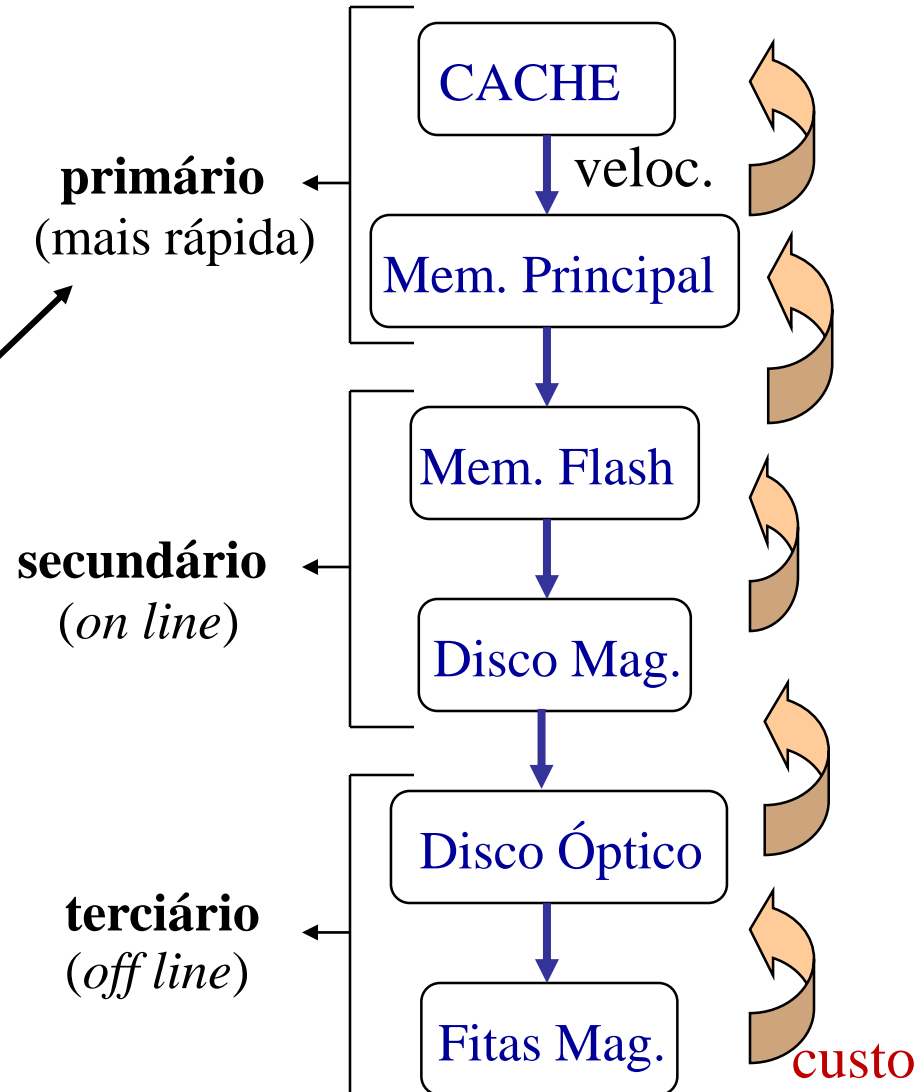 CACHE
veloc.
primário
(mais rápida)
Mem. Principal
Mem. Flash
secundário
(on line)
Disco Mag.
Disco Óptico
terciário
(off line)
Fitas Mag.
custo